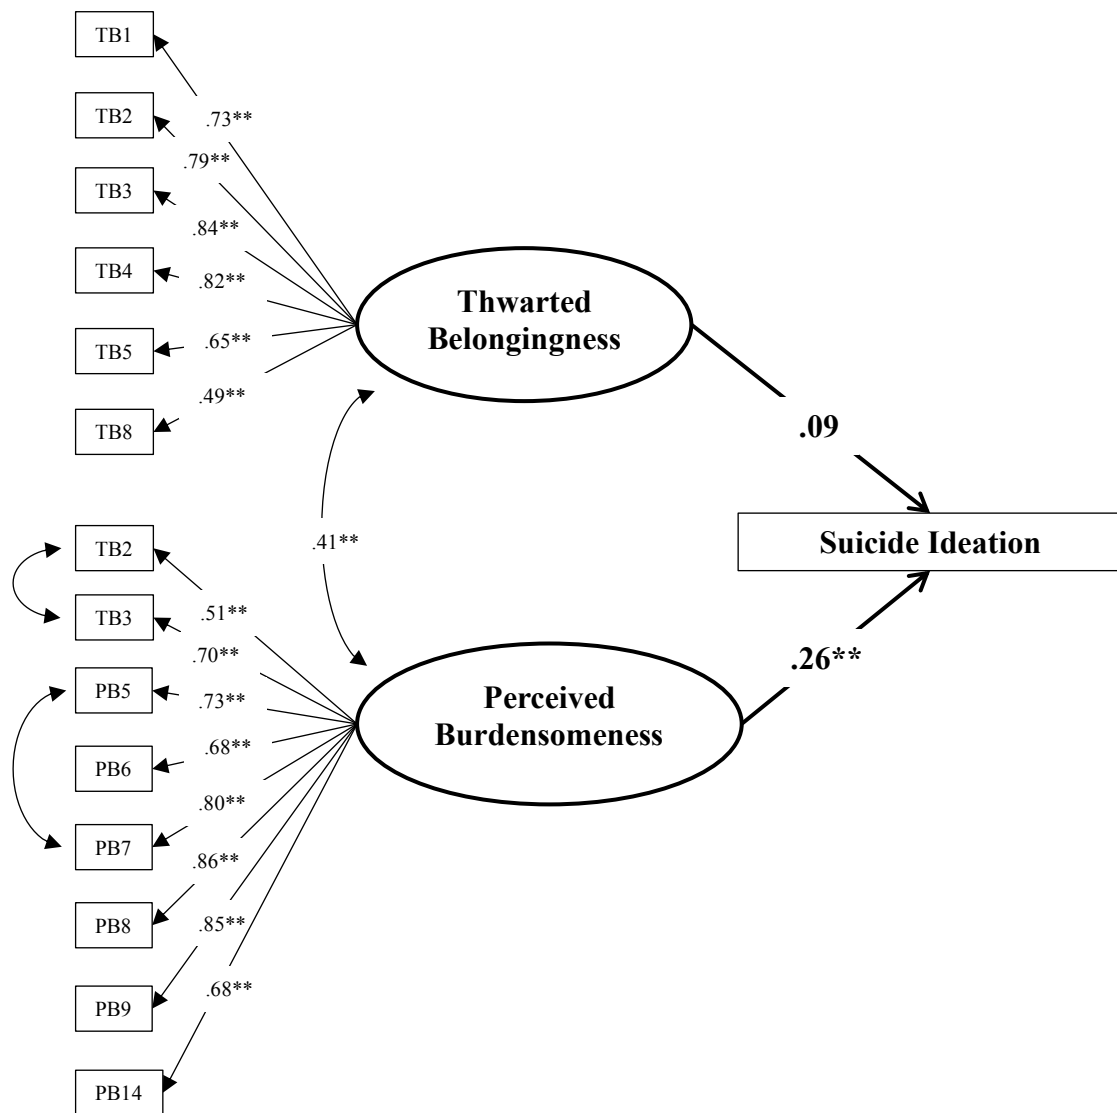 TB1
.73**
TB2
.79**
TB3
.84**
TB4
.82**
TB5
.65**
TB8
.49**
Thwarted
Belongingness
.09
.41**
Suicide Ideation
TB2
.51**
TB3
.70**
PB5
.73**
PB6
.68**
PB7
.80**
PB8
.86**
PB9
.85**
PB14
.68**
Perceived
Burdensomeness
.26**